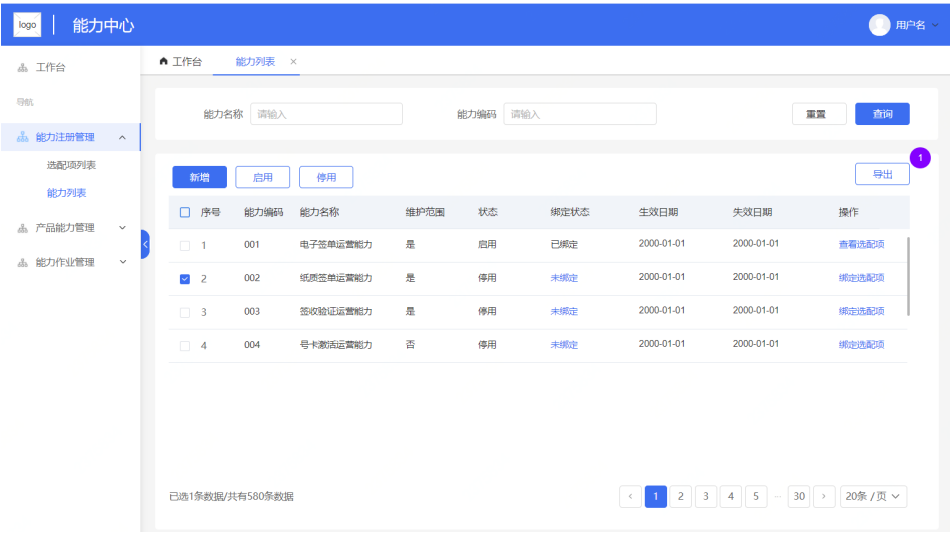 logo 能力中心 用户名
工作台
工作台 能力列表 ×
导航
能力名称 请输入 能力编码 请输入 重置 查询
能力注册管理
选配项列表
能力列表
产品能力管理
能力作业管理
1
新增 启用 停用 导出
序号 能力编码 能力名称 维护范围 状态 绑定状态 生效日期 失效日期 操作
1 001 电子签单运营能力 是 启用 已绑定 2000-01-01 2000-01-01 查看选配项
2 002 纸质签单运营能力 是 停用 未绑定 2000-01-01 2000-01-01 绑定选配项
3 003 签收验证运营能力 是 停用 未绑定 2000-01-01 2000-01-01 绑定选配项
4 004 号卡激活运营能力 否 停用 未绑定 2000-01-01 2000-01-01 绑定选配项
已选1条数据/共有580条数据 < 1 2 3 4 5 ··· 30 > 20条 / 页